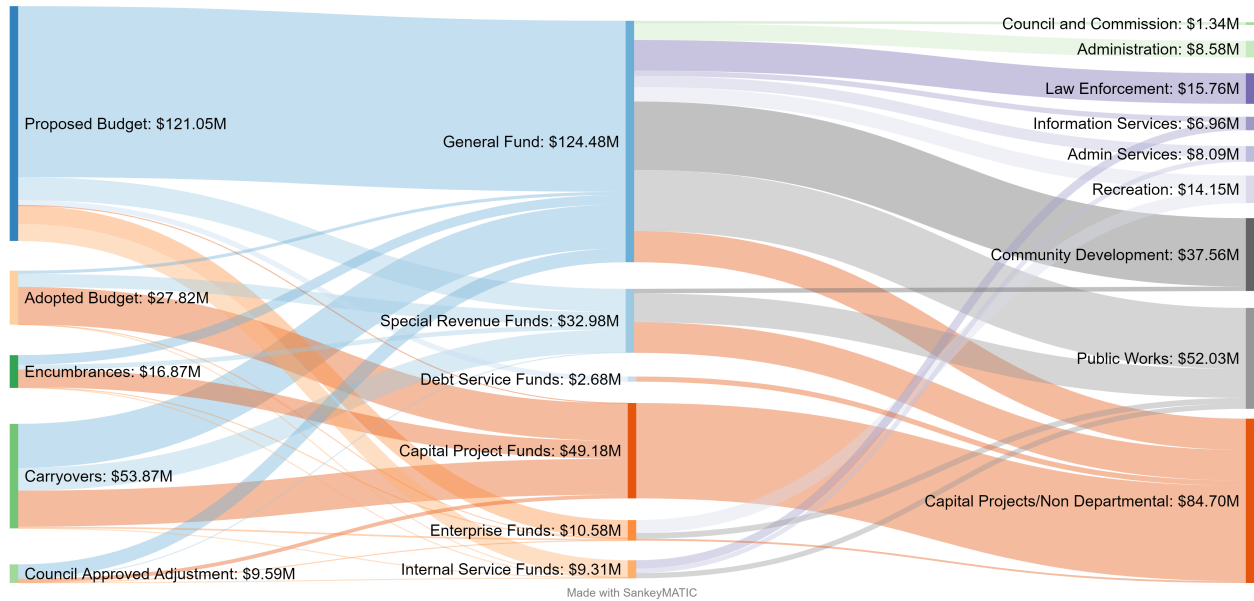 Proposed Budget: $121.05M
Adopted Budget: $27.82M
Encumbrances: $16.87M
Carryovers: $53.87M
Council Approved Adjustment: $9.59M
General Fund: $124.48M
Special Revenue Funds: $32.98M
Debt Service Funds: $2.68M
Capital Project Funds: $49.18M
Enterprise Funds: $10.58M
Internal Service Funds: $9.31M
Council and Commission: $1.34M
Administration: $8.58M
Law Enforcement: $15.76M
Information Services: $6.96M
Admin Services: $8.09M
Recreation: $14.15M
Community Development: $37.56M
Public Works: $52.03M
Capital Projects/Non Departmental: $84.70M
Made with SankeyMATIC